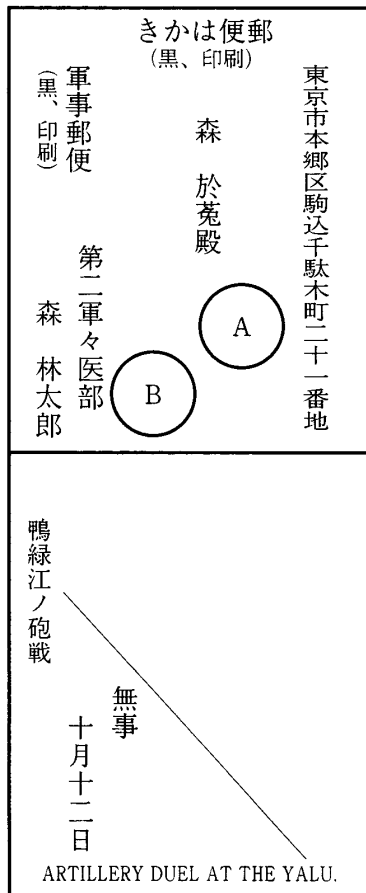 きかは便郵
(黒、印刷)
東京市本郷区駒込千駄木町二十一番地
森 於菟殿
A
B
軍事郵便
(黒、印刷)
第二軍々医部
森 林太郎
鴨緑江ノ砲戦
無事
十月十二日
ARTILLERY DUEL AT THE YALU.